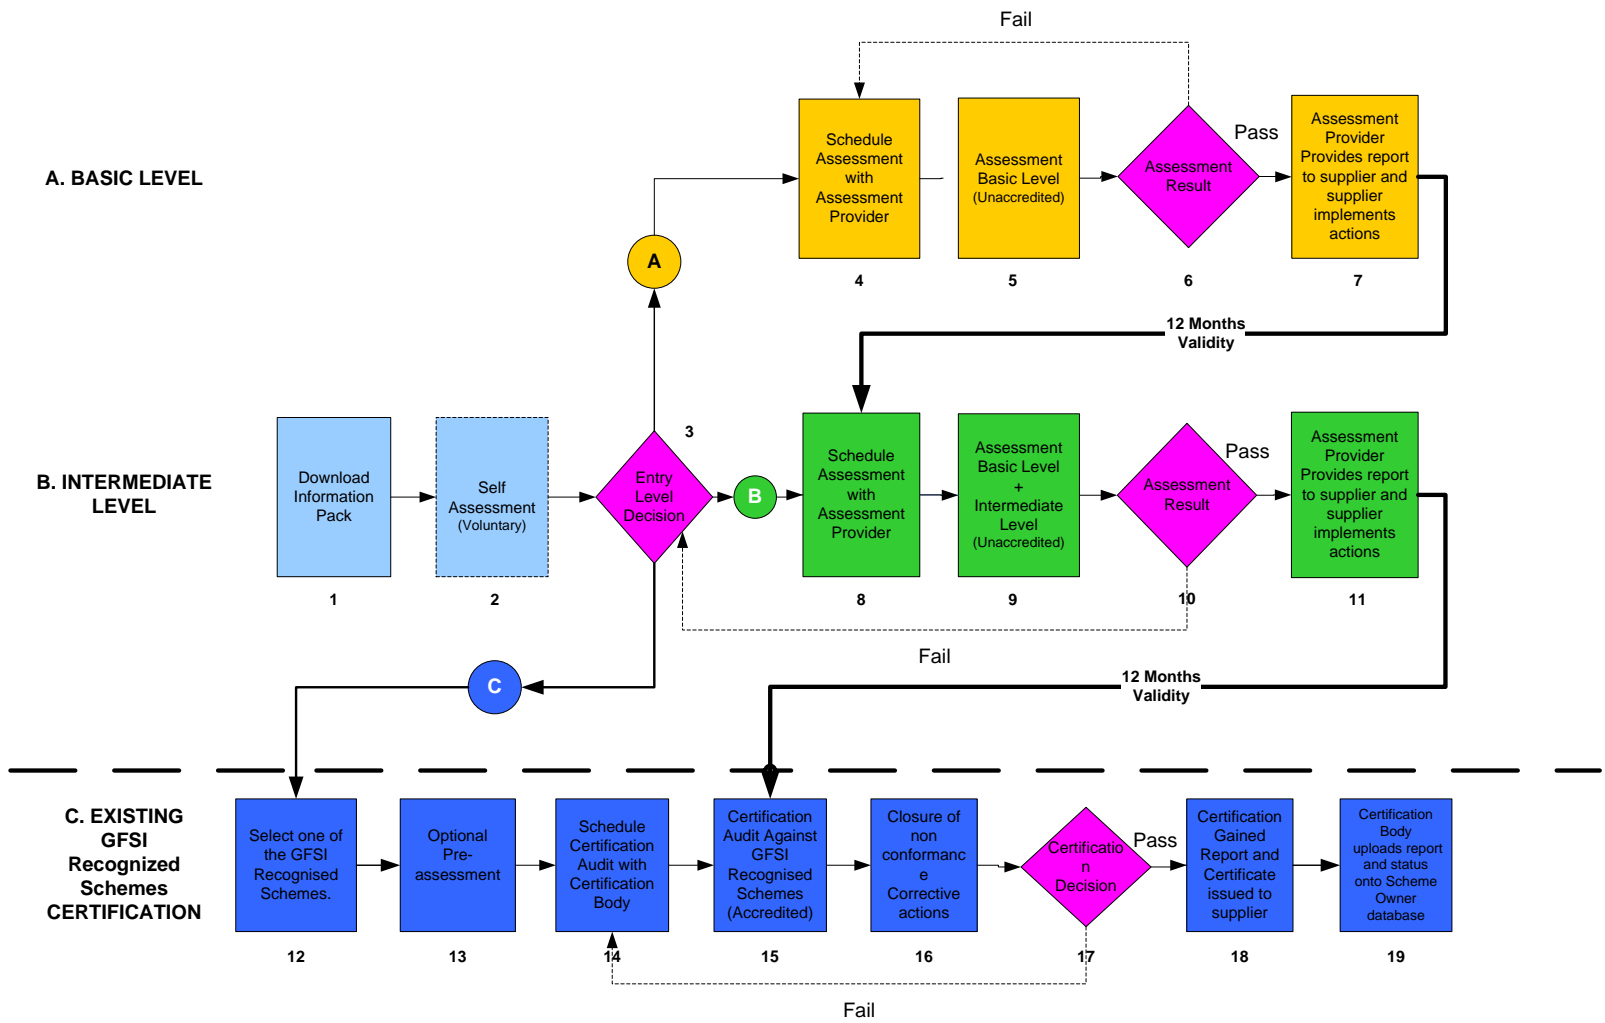 Fail
A. BASIC LEVEL
Schedule
Assessment
with
Assessment
Provider
Assessment
Basic Level
(Unaccredited)
Assessment
Result
Pass
Assessment
Provider
Provides report
to supplier and
supplier
implements
actions
A
4
5
6
7
12 Months
Validity
B. INTERMEDIATE
LEVEL
Download
Information
Pack
Self
Assessment
(Voluntary)
3
Entry
Level
Decision
B
Schedule
Assessment
with
Assessment
Provider
Assessment
Basic Level
+
Intermediate
Level
(Unaccredited)
Assessment
Result
Pass
Assessment
Provider
Provides report
to supplier and
supplier
implements
actions
1
2
8
9
10
11
Fail
C
12 Months
Validity
C. EXISTING
GFSI
Recognized
Schemes
CERTIFICATION
Select one of
the GFSI
Recognised
Schemes.
Optional
Pre-
assessment
Schedule
Certification
Audit with
Certification
Body
Certification
Audit Against
GFSI
Recognised
Schemes
(Accredited)
Closure of
non
conformanc
e
Corrective
actions
Certificatio
n
Decision
Pass
Certification
Gained
Report and
Certificate
issued to
supplier
Certification
Body
uploads report
and status
onto Scheme
Owner
database
12
13
14
15
16
17
18
19
Fail